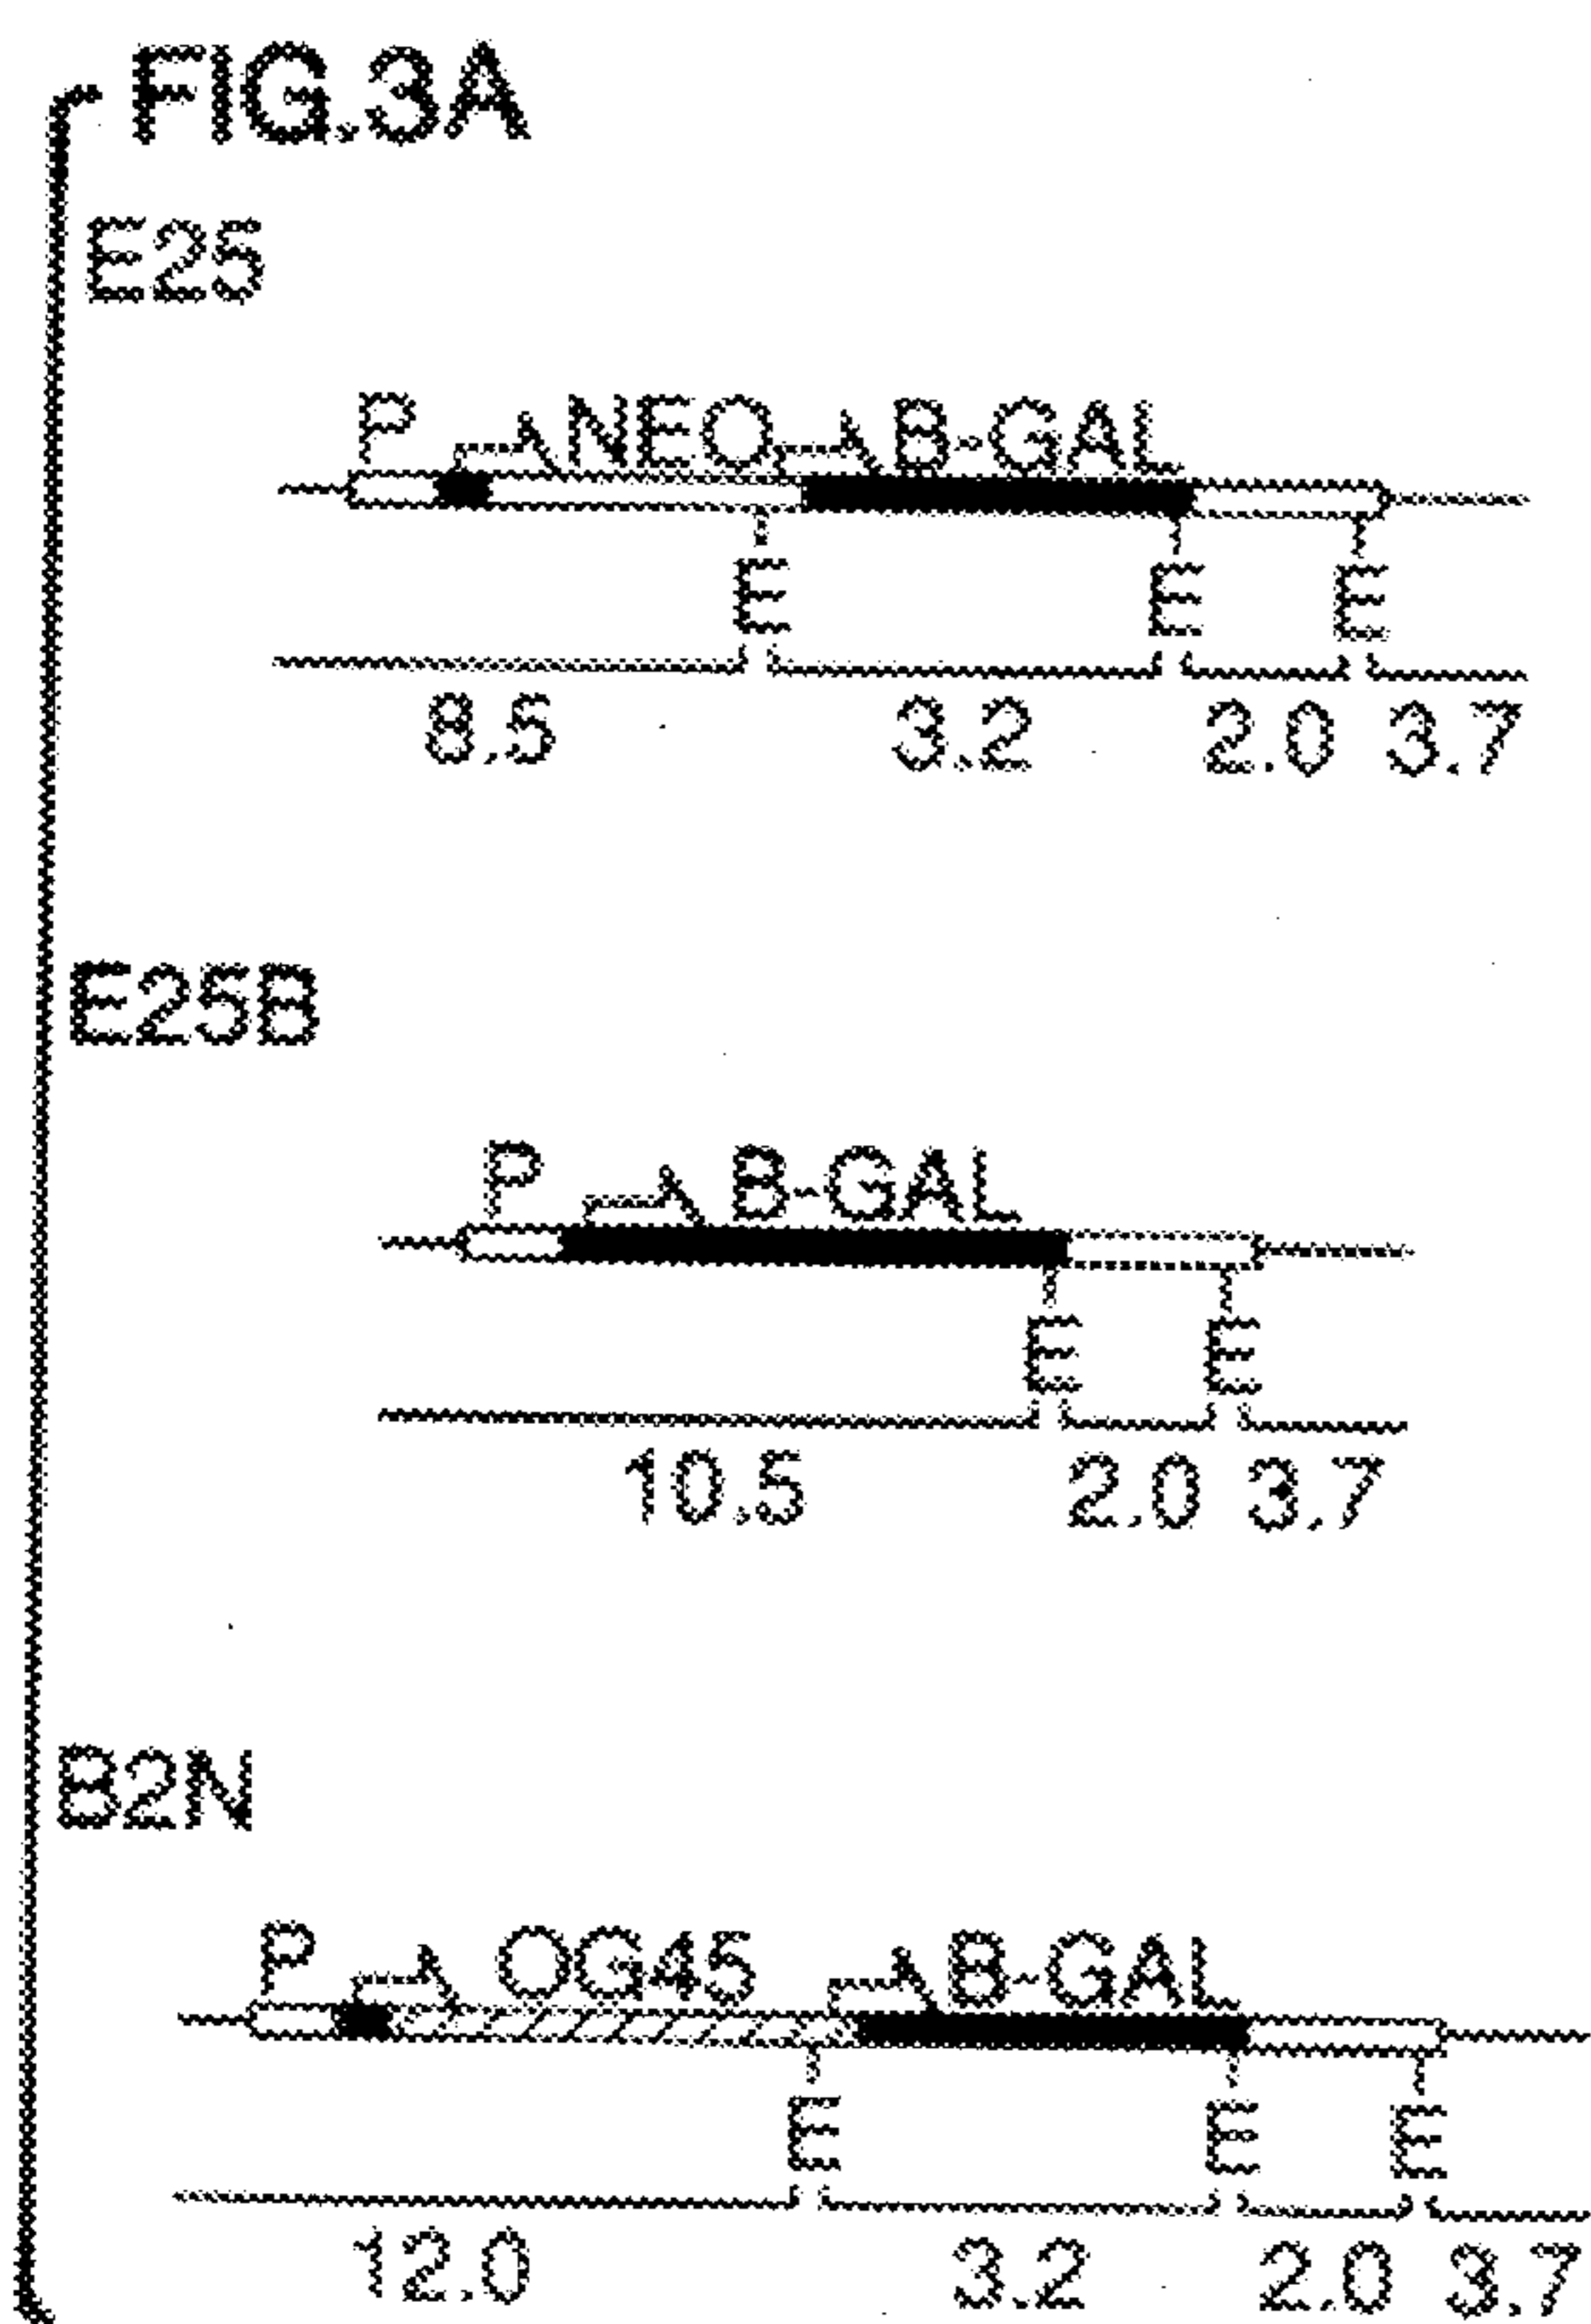 FIG.3A
E25
P NEO B-GAL
E E E
8.5 3.2 2.0 3.7
E25B
P B-GAL
E E
10.5 2.0 3.7
B2N
P OG45 B-GAL
E E E
12.0 3.2 2.0 3.7